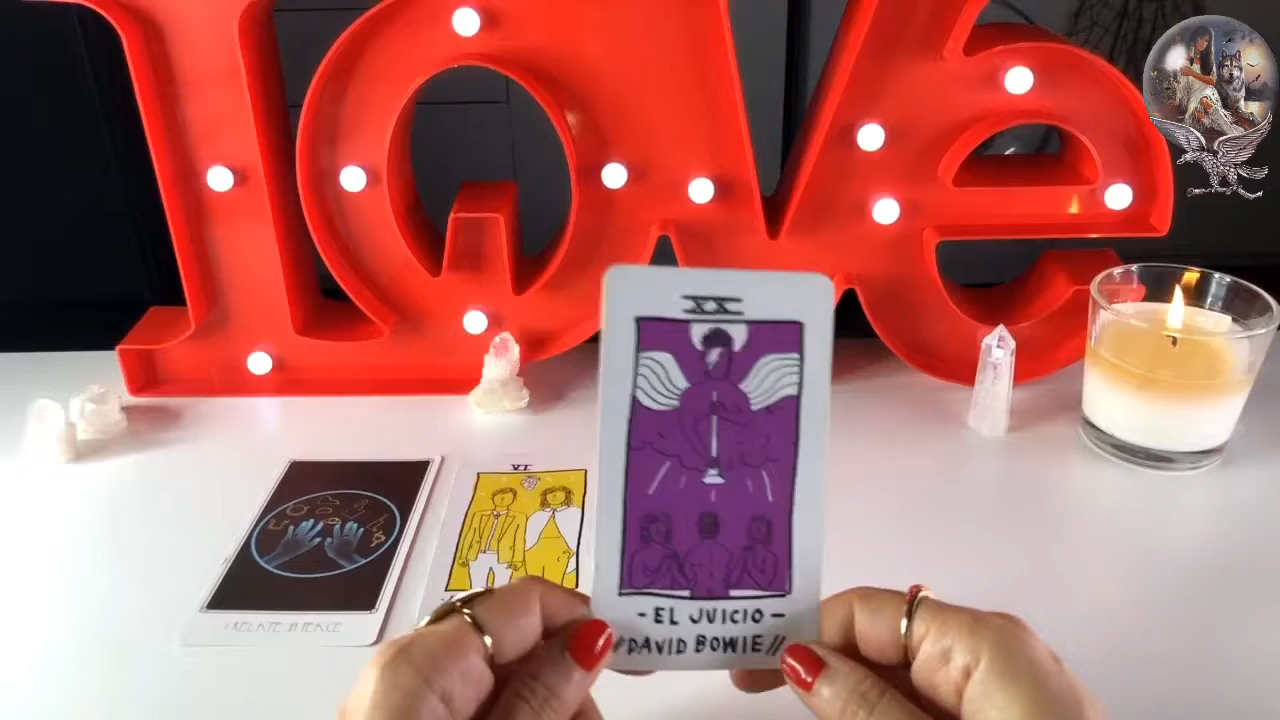 LOVE
XX
- EL JUICIO -
//DAVID BOWIE//
VI